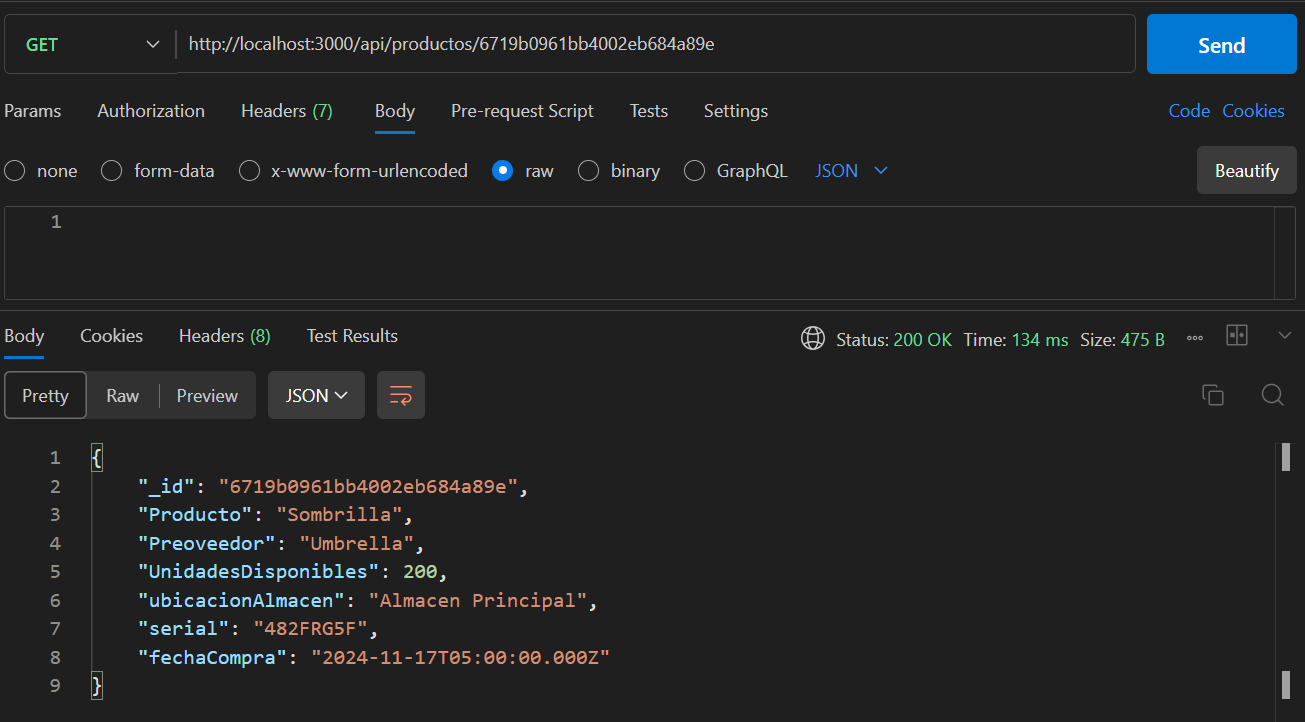 GET http://localhost:3000/api/productos/6719b0961bb4002eb684a89e Send
Params Authorization Headers (7) Body Pre-request Script Tests Settings Code Cookies
none form-data x-www-form-urlencoded raw binary GraphQL JSON Beautify
1
Body Cookies Headers (8) Test Results Status: 200 OK Time: 134 ms Size: 475 B
Pretty Raw Preview JSON
1 {
2 "_id": "6719b0961bb4002eb684a89e",
3 "Producto": "Sombrilla",
4 "Preoveedor": "Umbrella",
5 "UnidadesDisponibles": 200,
6 "ubicacionAlmacen": "Almacen Principal",
7 "serial": "482FRG5F",
8 "fechaCompra": "2024-11-17T05:00:00.000Z"
9 }